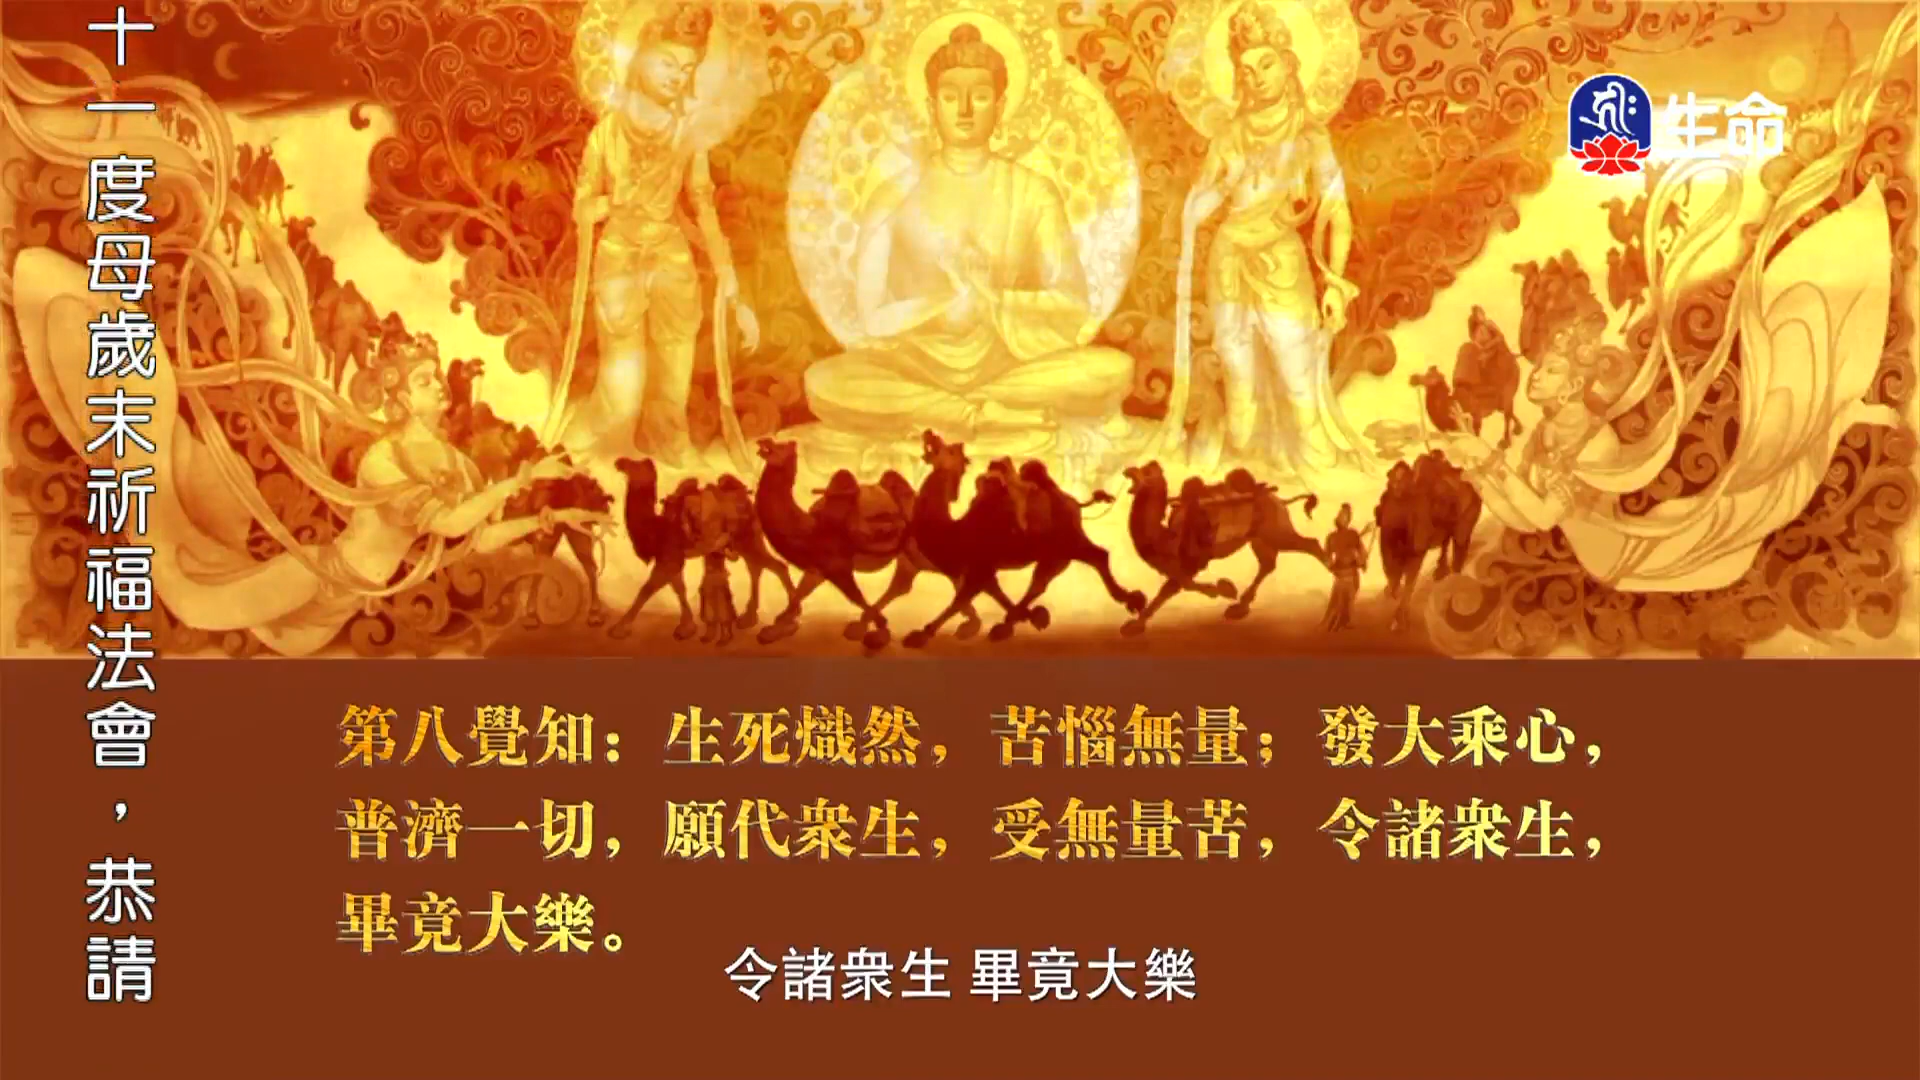 十一度母歲末祈福法會，恭請
生命
第八覺知：生死熾然，苦惱無量；發大乘心，
普濟一切，願代衆生，受無量苦，令諸衆生，
畢竟大樂。
令諸衆生 畢竟大樂